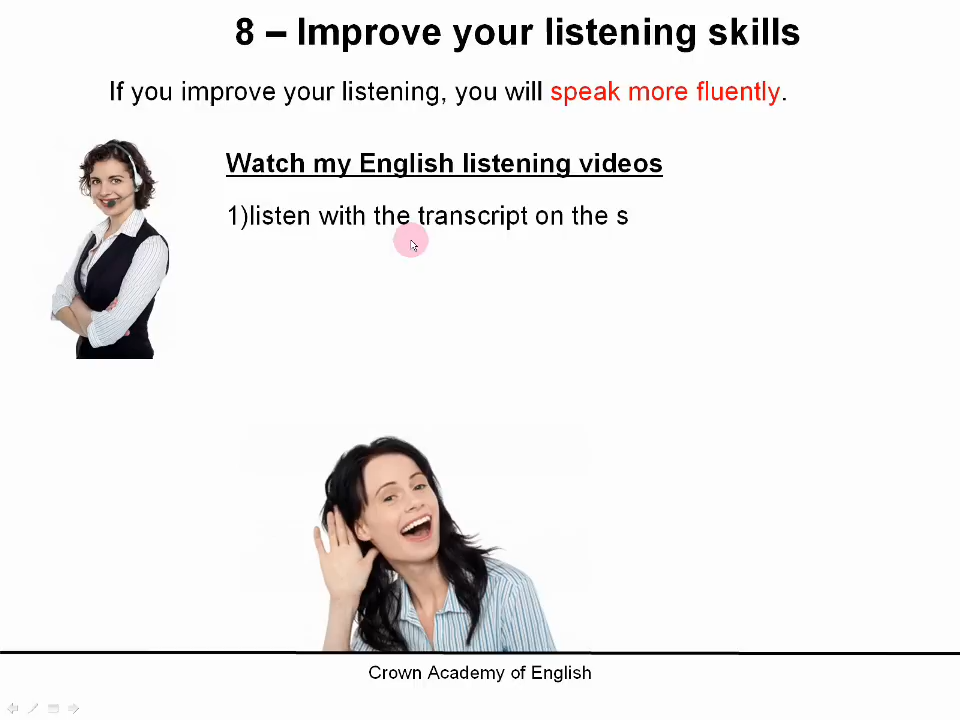 8 – Improve your listening skills
If you improve your listening, you will speak more fluently.
Watch my English listening videos
1)listen with the transcript on the s
Crown Academy of English